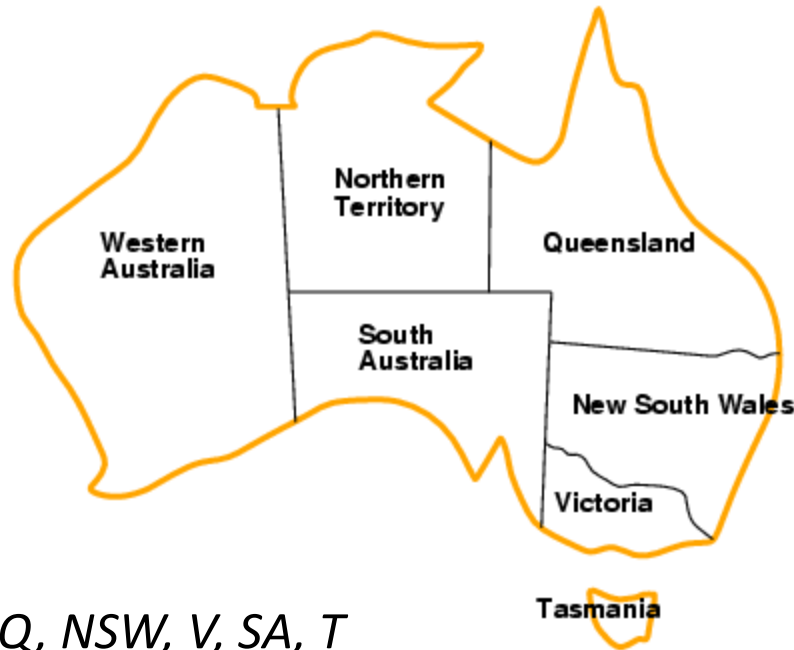 Northern
Territory
Western
Australia
Queensland
South
Australia
New South Wales
Victoria
Tasmania
Q, NSW, V, SA, T